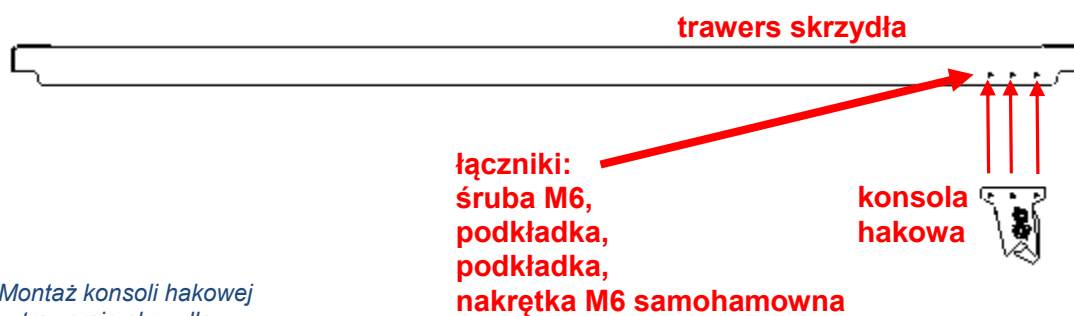 trawers skrzydła
łączniki:
śruba M6,
podkładka,
podkładka,
nakrętka M6 samohamowna
konsola
hakowa
Montaż konsoli hakowej